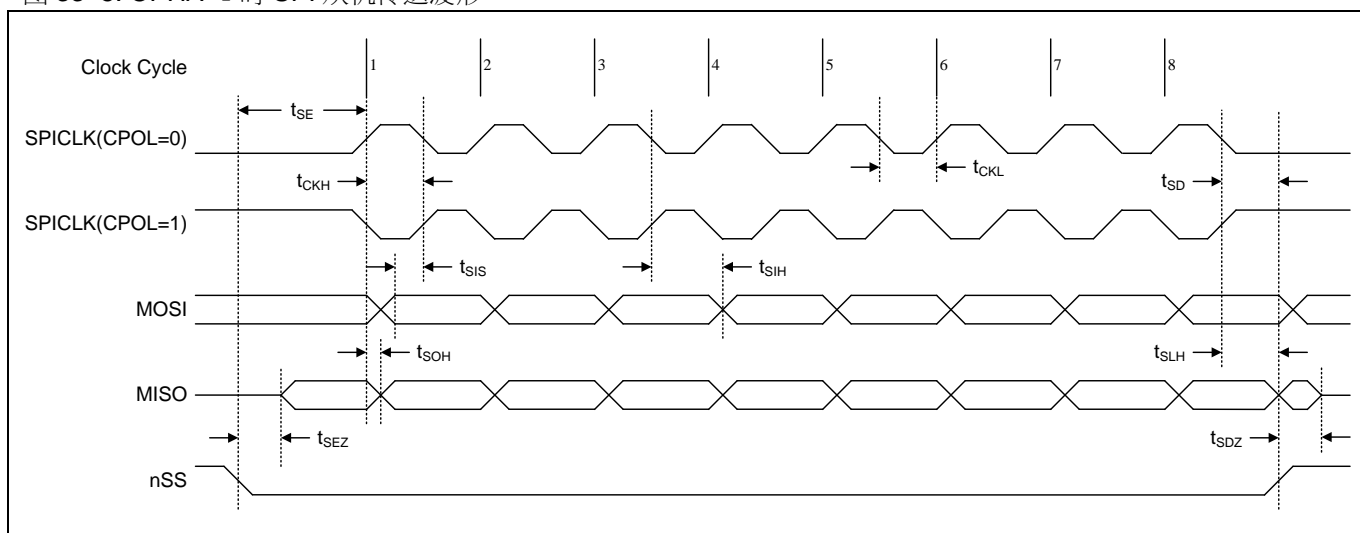 Clock Cycle
1 2 3 4 5 6 7 8
tSE
SPICLK(CPOL=0)
tCKH
tCKL
tSD
SPICLK(CPOL=1)
tSIS
tSIH
MOSI
tSOH
tSLH
MISO
tSEZ
tSDZ
nSS